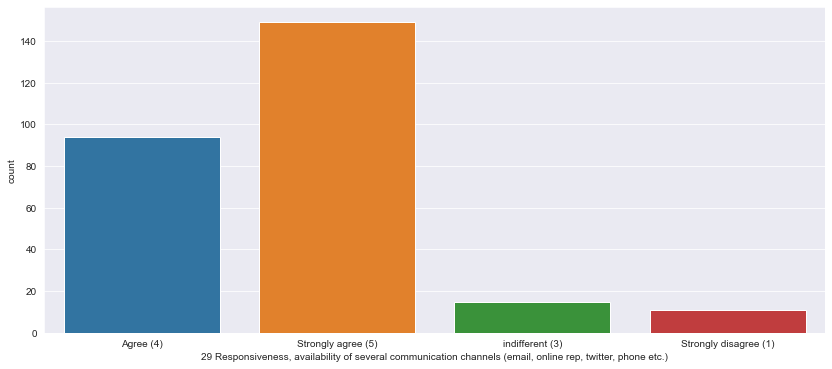 140
120
100
80
60
40
20
0
count
Agree (4)
Strongly agree (5)
indifferent (3)
Strongly disagree (1)
29 Responsiveness, availability of several communication channels (email, online rep, twitter, phone etc.)